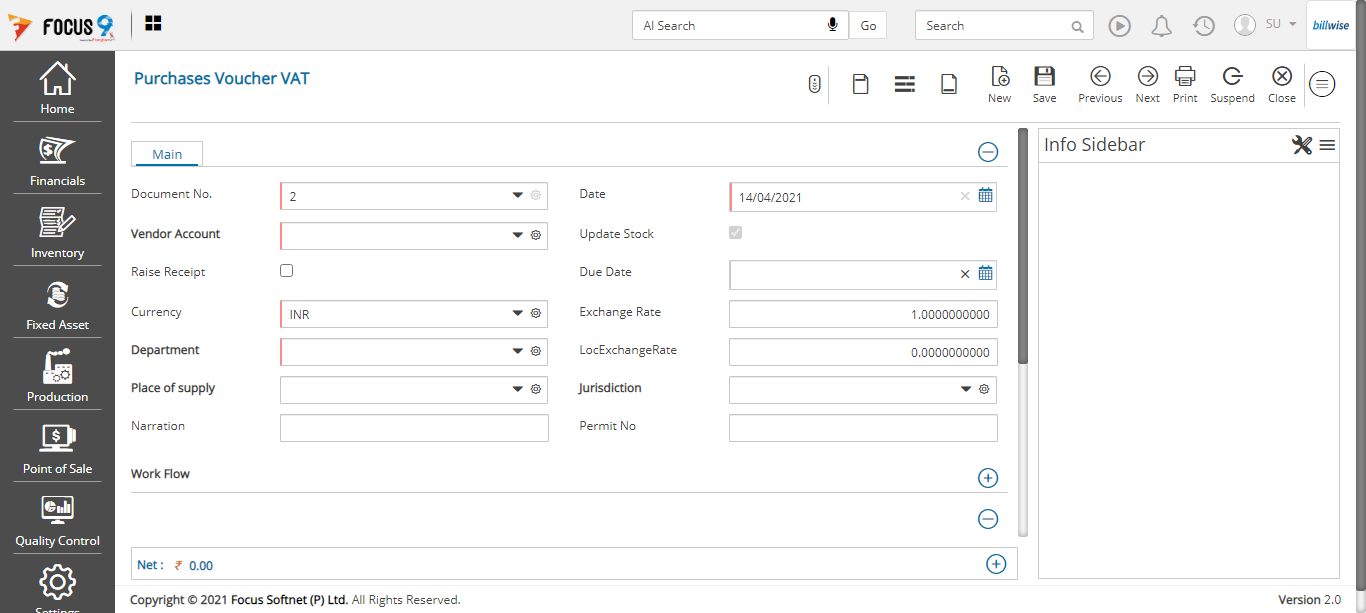 FOCUS 9
AI Search
Go
Search
SU
billwise
Home
Financials
Inventory
Fixed Asset
Production
Point of Sale
Quality Control
Settings
Purchases Voucher VAT
New
Save
Previous
Next
Print
Suspend
Close
Main
Document No.
2
Date
14/04/2021
Vendor Account
Update Stock
Raise Receipt
Due Date
Currency
INR
Exchange Rate
1.0000000000
Department
LocExchangeRate
0.0000000000
Place of supply
Jurisdiction
Narration
Permit No
Work Flow
Net : ₹ 0.00
Info Sidebar
Copyright © 2021 Focus Softnet (P) Ltd. All Rights Reserved.
Version 2.0